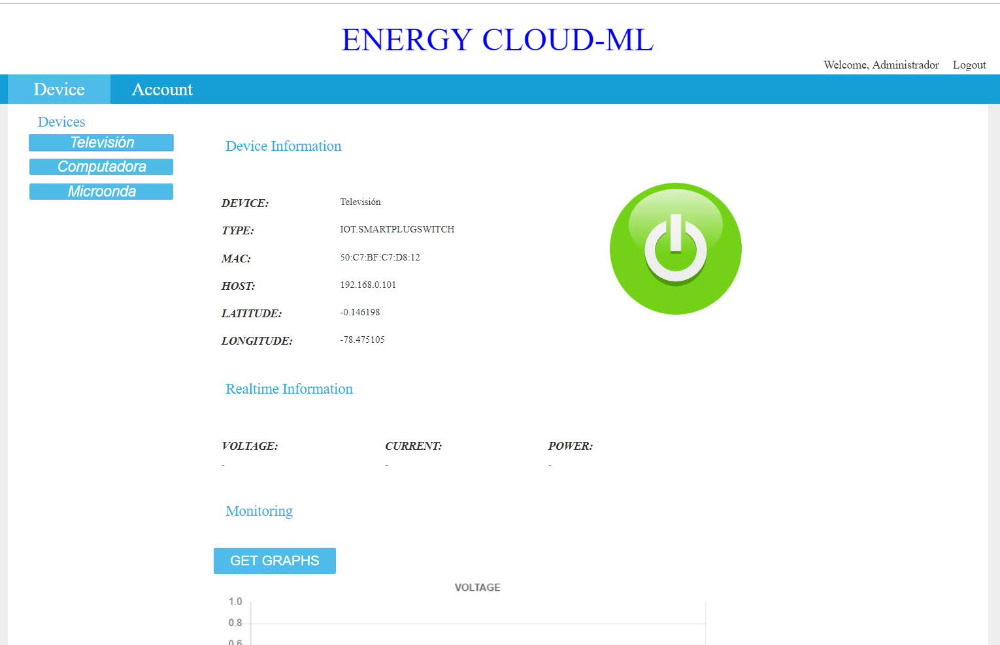 ENERGY CLOUD-ML
Welcome, Administrador Logout
Device Account
Devices
Televisión
Computadora
Microonda
Device Information
DEVICE: Televisión
TYPE: IOT.SMARTPLUGSWITCH
MAC: 50:C7:BF:C7:D8:12
HOST: 192.168.0.101
LATITUDE: -0.146198
LONGITUDE: -78.475105
Realtime Information
VOLTAGE: CURRENT: POWER:
- - -
Monitoring
GET GRAPHS
VOLTAGE
1.0
0.8
0.6